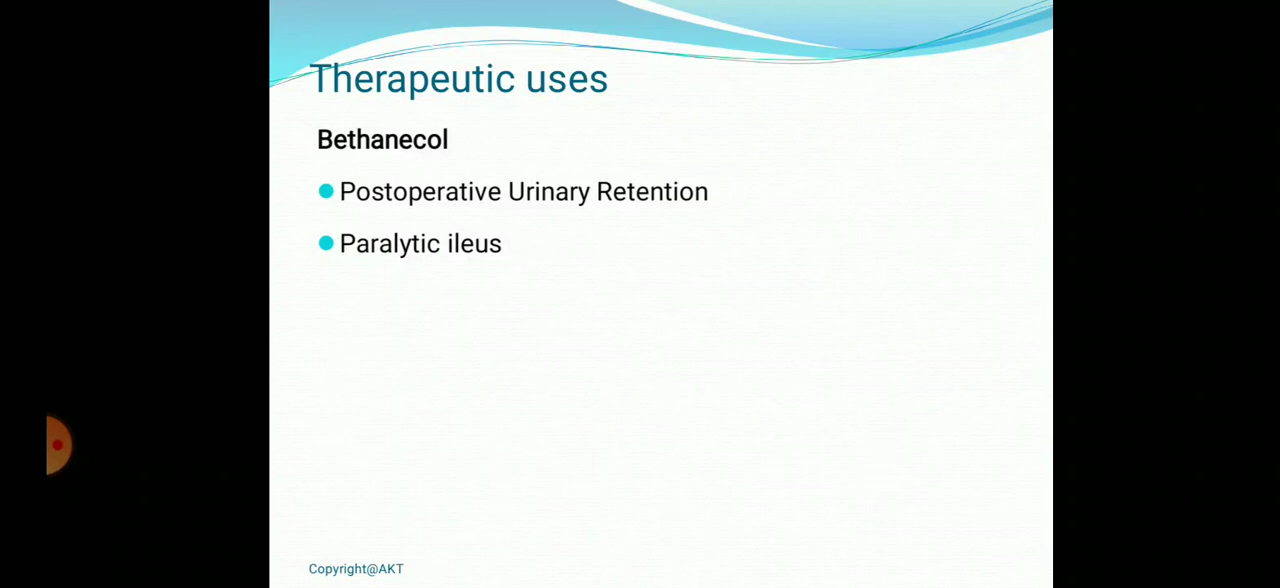 Therapeutic uses
Bethanecol
Postoperative Urinary Retention
Paralytic ileus
Copyright@AKT